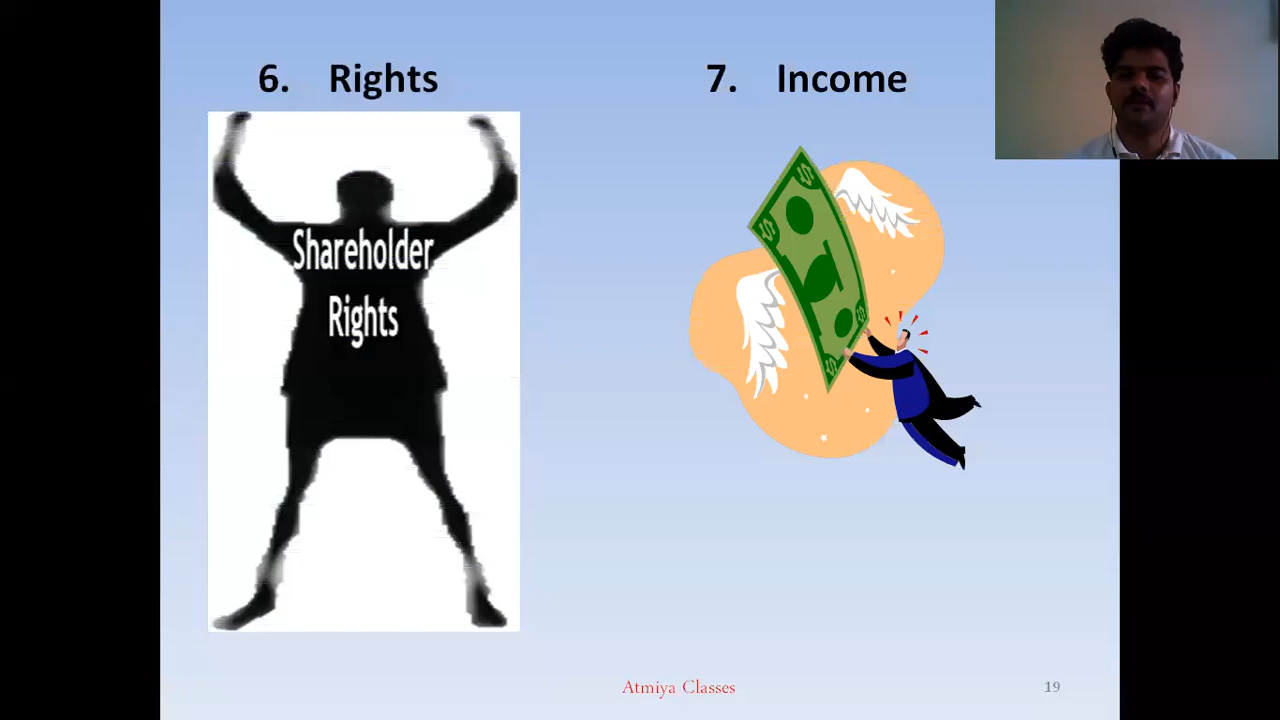 6. Rights
7. Income
Shareholder
Rights
Atmiya Classes
19